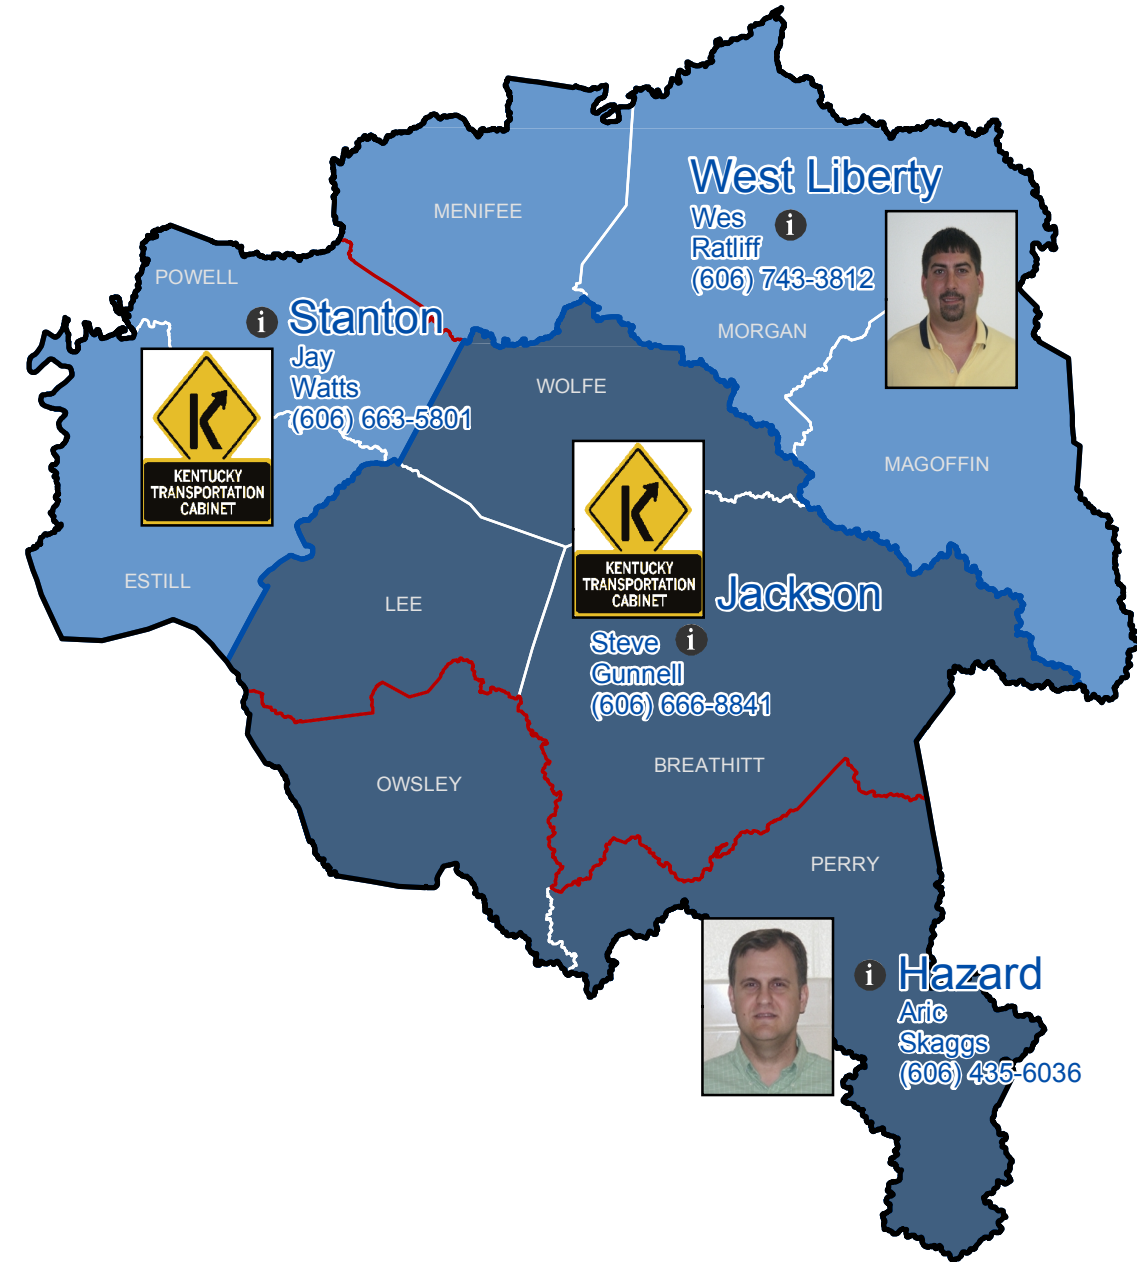 West Liberty
Wes
Ratliff
(606) 743-3812
i
MENIFEE
POWELL
i
Stanton
Jay
Watts
(606) 663-5801
MORGAN
WOLFE
KENTUCKY
TRANSPORTATION
CABINET
MAGOFFIN
ESTILL
LEE
KENTUCKY
TRANSPORTATION
CABINET
Jackson
Steve
Gunnell
(606) 666-8841
i
BREATHITT
OWSLEY
PERRY
i
Hazard
Aric
Skaggs
(606) 435-6036